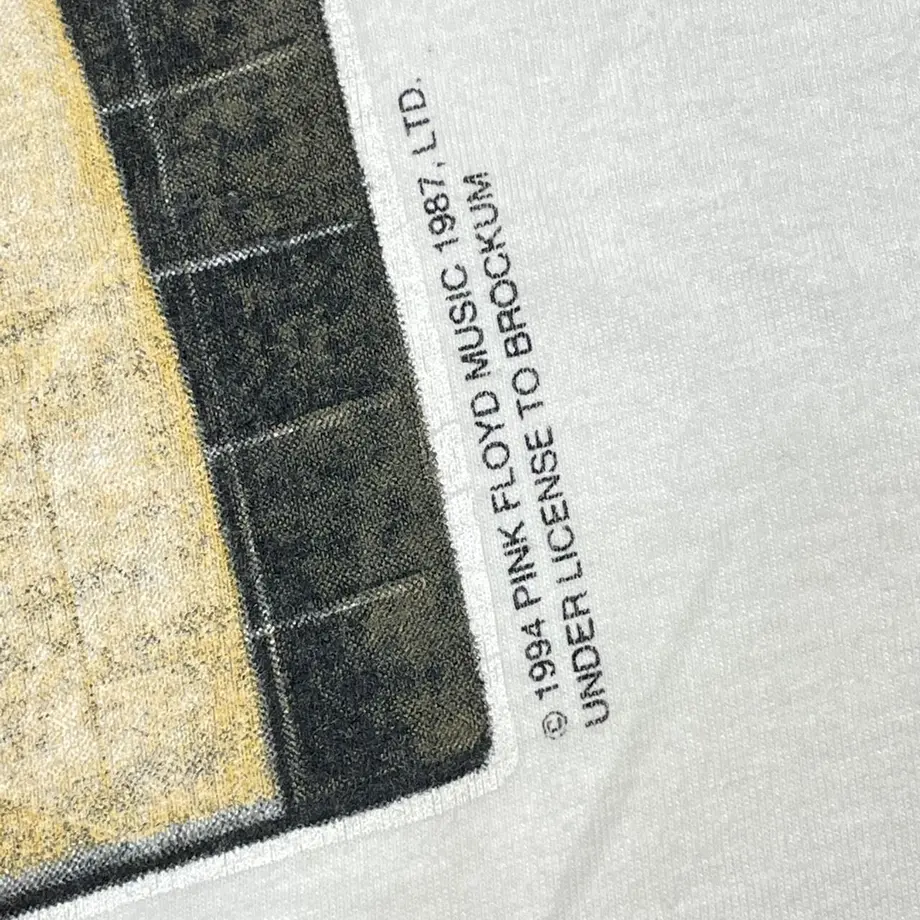 © 1994 PINK FLOYD MUSIC 1987, LTD.
UNDER LICENSE TO BROCKUM